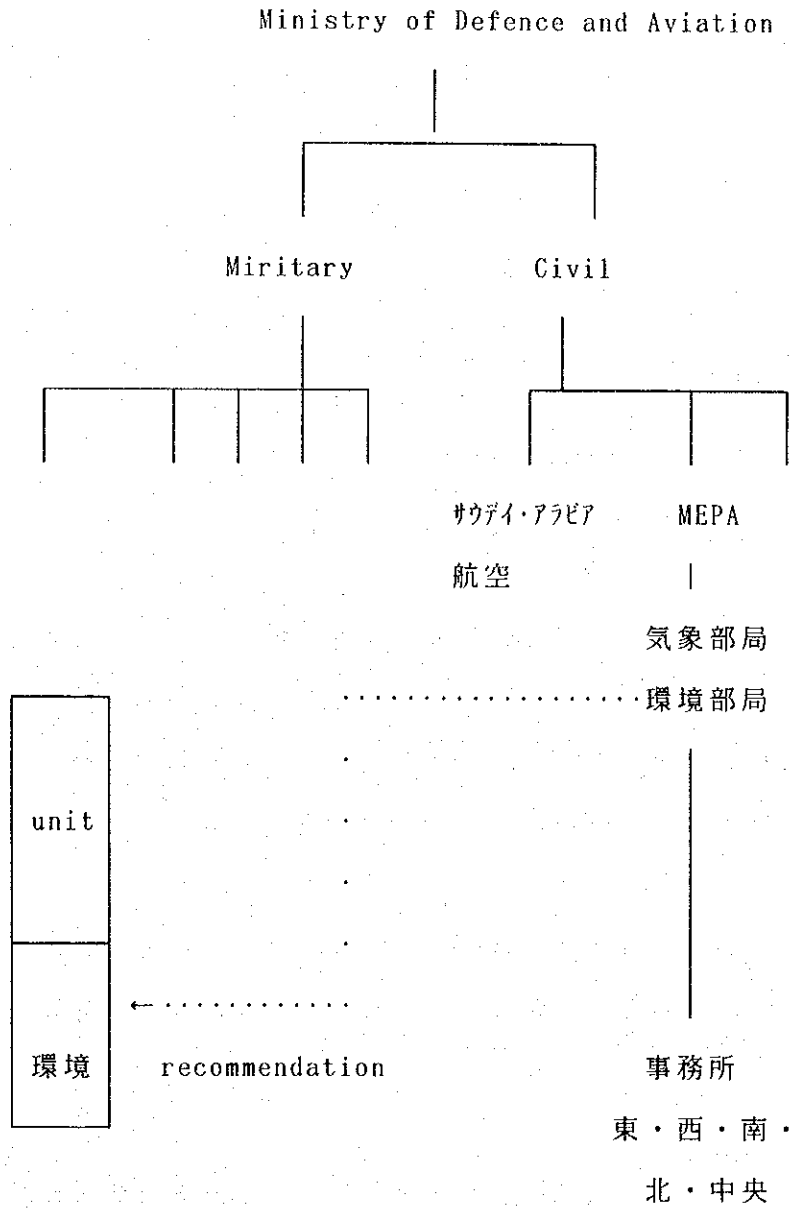 Ministry of Defence and Aviation
Miritary Civil
サウデイ・アラビア MEPA
航空
気象部局
環境部局
unit
環境 recommendation 事務所
東・西・南・
北・中央